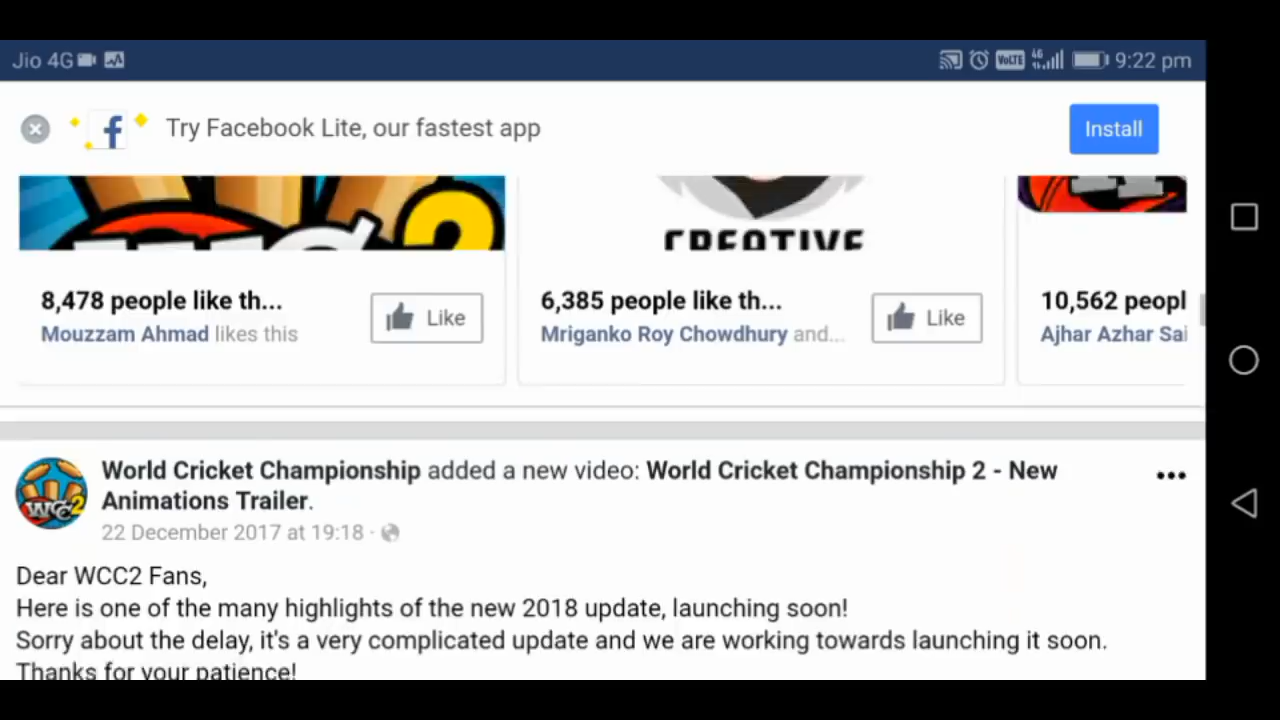 Jio 4G VoLTE 4G 9:22 pm
Try Facebook Lite, our fastest app
Install
2
CREATIVE
8,478 people like th...
Mouzzam Ahmad likes this
Like
6,385 people like th...
Mriganko Roy Chowdhury and...
Like
10,562 peopl
Ajhar Azhar Sai
World Cricket Championship added a new video: World Cricket Championship 2 - New
Animations Trailer.
22 December 2017 at 19:18 ·
WCC2
Dear WCC2 Fans,
Here is one of the many highlights of the new 2018 update, launching soon!
Sorry about the delay, it's a very complicated update and we are working towards launching it soon.
Thanks for your patience!